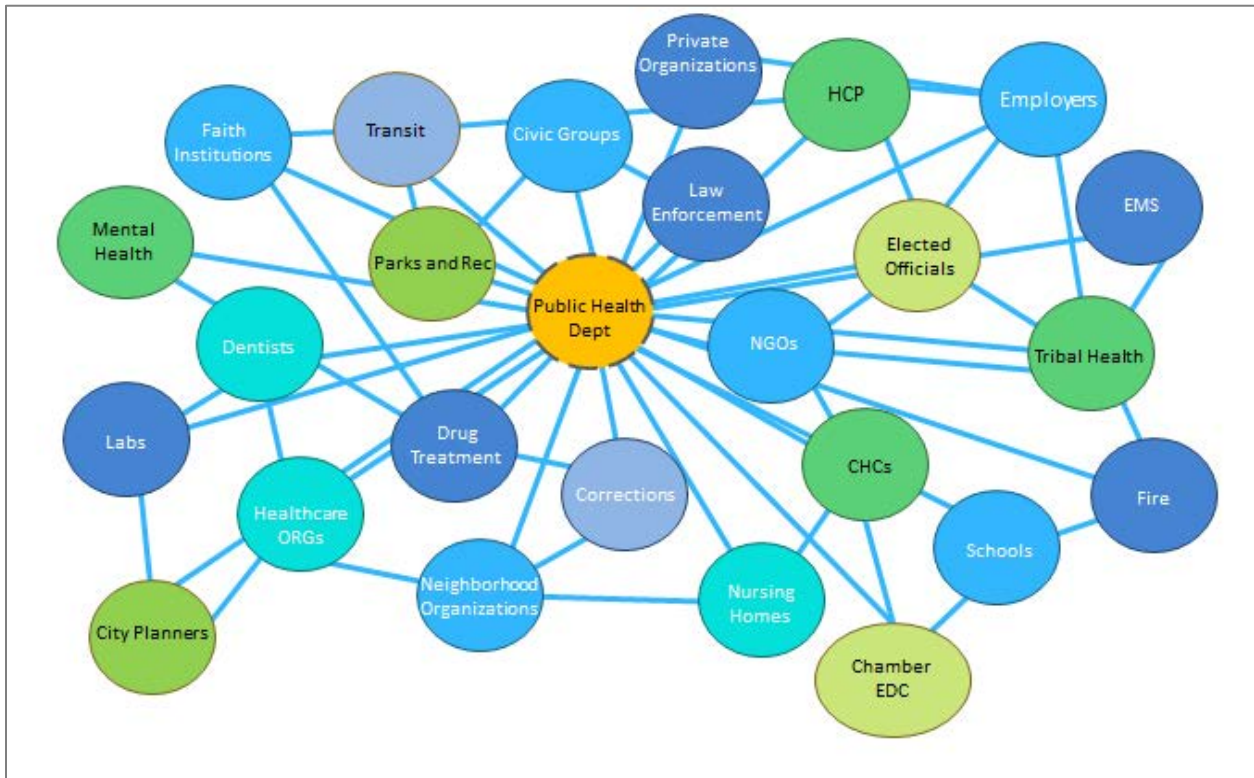 Private
Organizations
HCP
Employers
Faith
Institutions
Transit
Civic Groups
Law
Enforcement
EMS
Mental
Health
Parks and Rec
Elected
Officials
Public Health
Dept
Dentists
NGOs
Tribal Health
Labs
Drug
Treatment
CHCs
Corrections
Fire
Healthcare
ORGs
Schools
Neighborhood
Organizations
Nursing
Homes
City Planners
Chamber
EDC